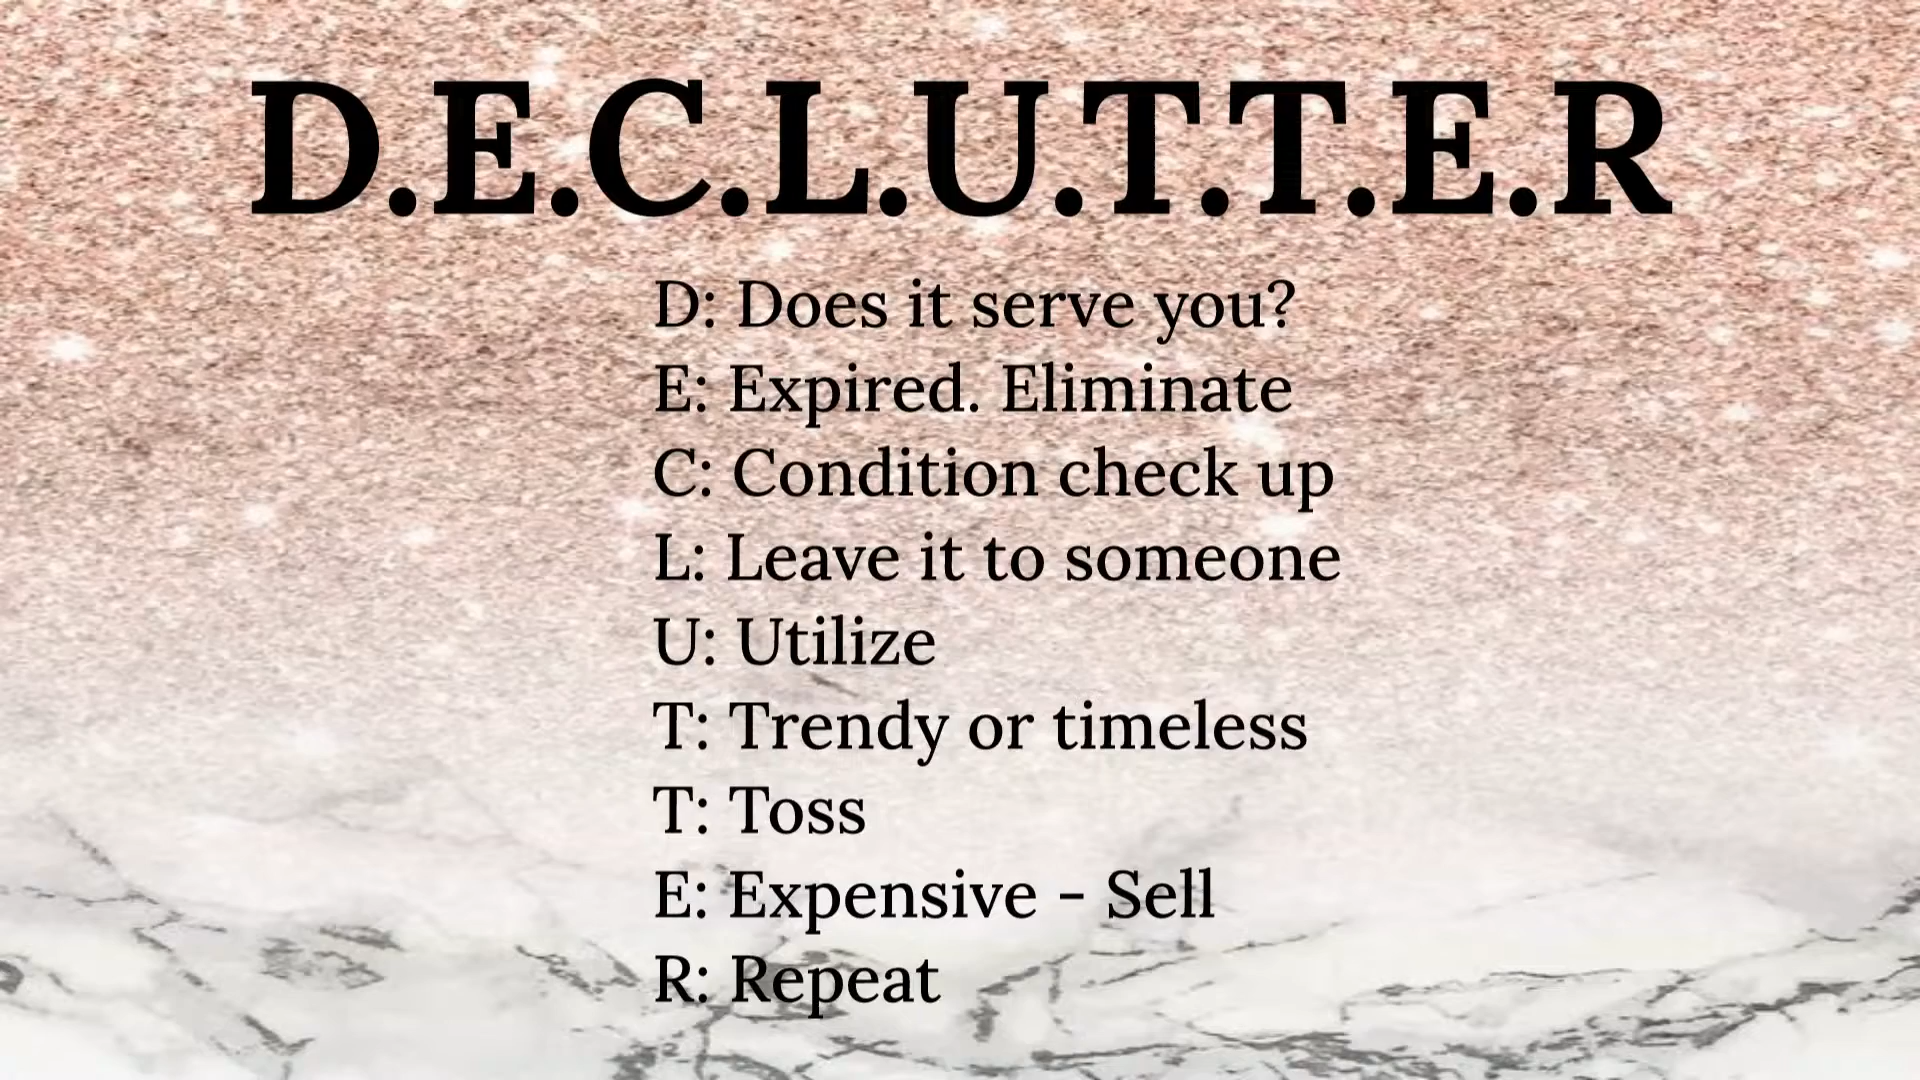 D.E.C.L.U.T.T.E.R
D: Does it serve you?
E: Expired. Eliminate
C: Condition check up
L: Leave it to someone
U: Utilize
T: Trendy or timeless
T: Toss
E: Expensive - Sell
R: Repeat